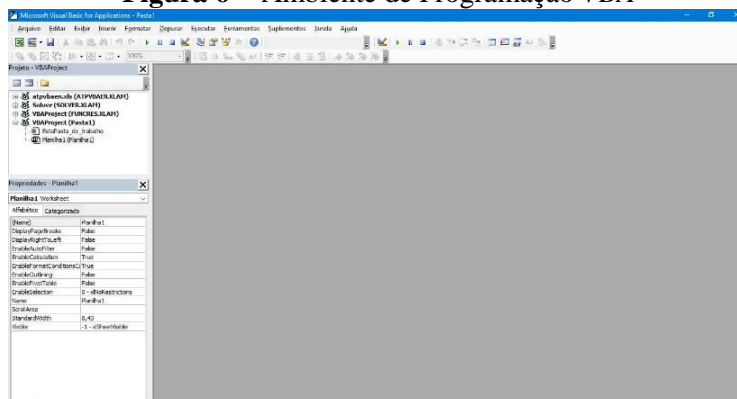 Figura 6 – Ambiente de Programação VBA
Microsoft Visual Basic for Applications - Pasta1
Arquivo Editar Exibir Inserir Formatar Depurar Executar Ferramentas Suplementos Janela Ajuda
100%
Projeto - VBAProject
atpvbaen.xls (ATPVBAEN.XLAM)
Solver (SOLVER.XLAM)
VBAProject (FUNCRES.XLAM)
VBAProject (Pasta1)
EstaPasta_de_trabalho
Planilha1 (Planilha1)
Propriedades - Planilha1
Planilha1 Worksheet
Alfabético Categorizado
(Name) Planilha1
DisplayPageBreaks False
DisplayRightToLeft False
EnableAutoFilter False
EnableCalculation True
EnableFormatConditionsC True
EnableOutlining False
EnablePivotTable False
EnableSelection 0 - xlNoRestrictions
Name Planilha1
ScrollArea
StandardWidth 8,43
Visible -1 - xlSheetVisible